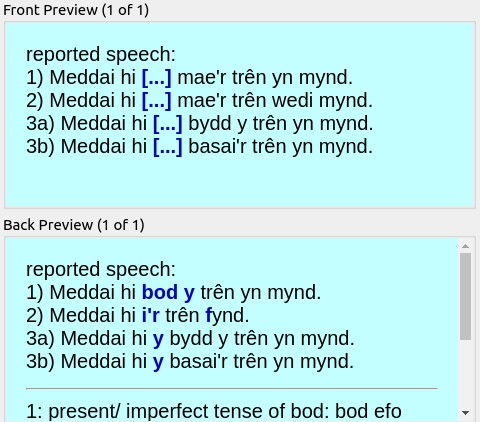 Front Preview (1 of 1)
reported speech:
1) Meddai hi [...] mae'r trên yn mynd.
2) Meddai hi [...] mae'r trên wedi mynd.
3a) Meddai hi [...] bydd y trên yn mynd.
3b) Meddai hi [...] basai'r trên yn mynd.
Back Preview (1 of 1)
reported speech:
1) Meddai hi bod y trên yn mynd.
2) Meddai hi i'r trên fynd.
3a) Meddai hi y bydd y trên yn mynd.
3b) Meddai hi y basai'r trên yn mynd.
1: present/ imperfect tense of bod: bod efo